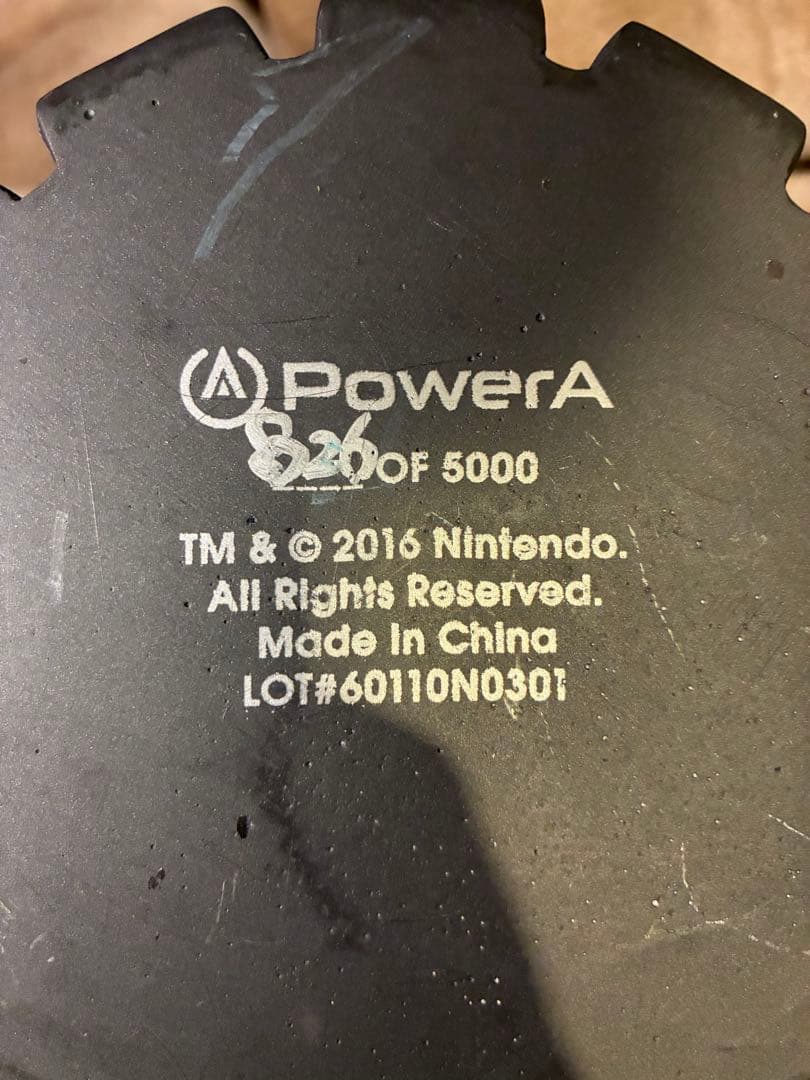 PowerA
826 OF 5000
TM & © 2016 Nintendo.
All Rights Reserved.
Made In China
LOT#60110N0301